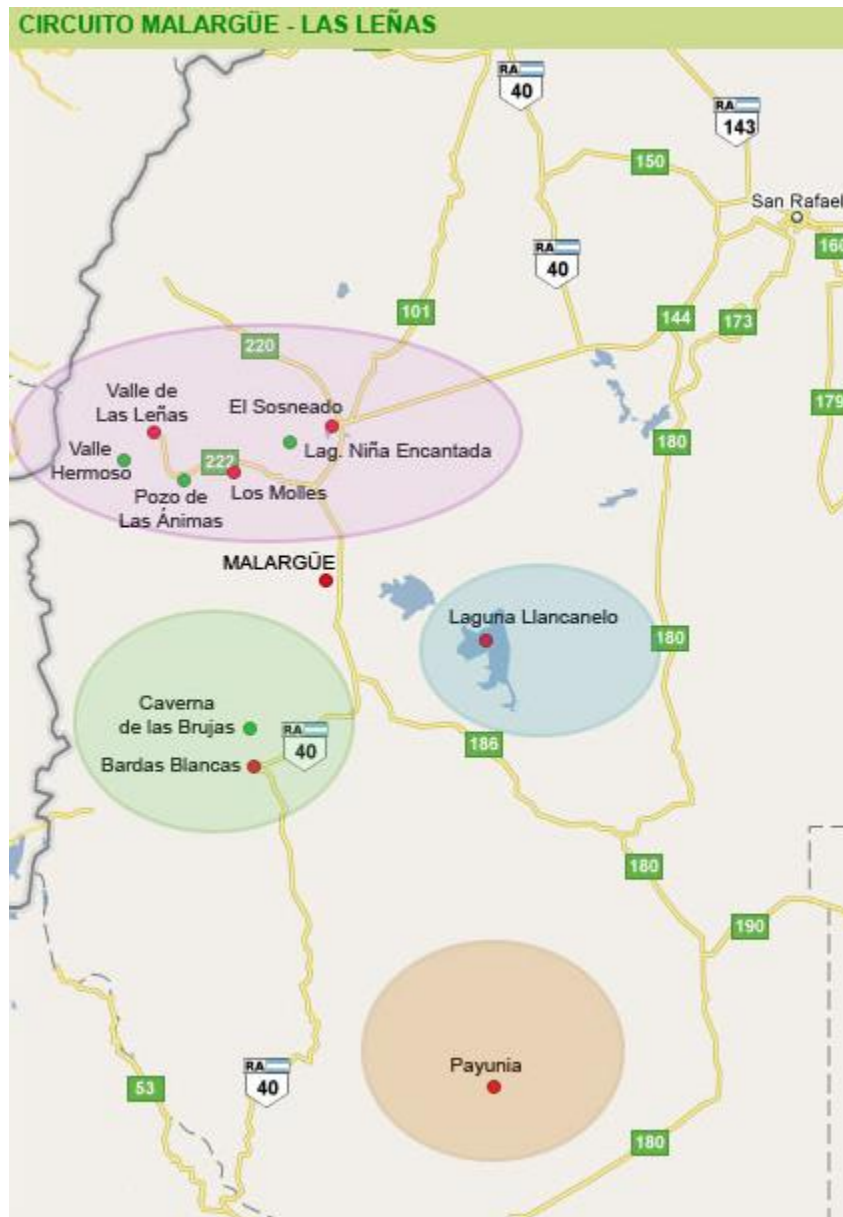 CIRCUITO MALARGÜE - LAS LEÑAS
RA
40
RA
143
150
San Rafael
160
RA
40
101
144
173
220
Valle de
Las Leñas
El Sosneado
179
180
Valle
Hermoso
222
Lag. Niña Encantada
Los Molles
Pozo de
Las Ánimas
MALARGÜE
Laguna Llancanelo
180
Caverna
de las Brujas
RA
40
186
Bardas Blancas
180
190
Payunia
RA
40
53
180